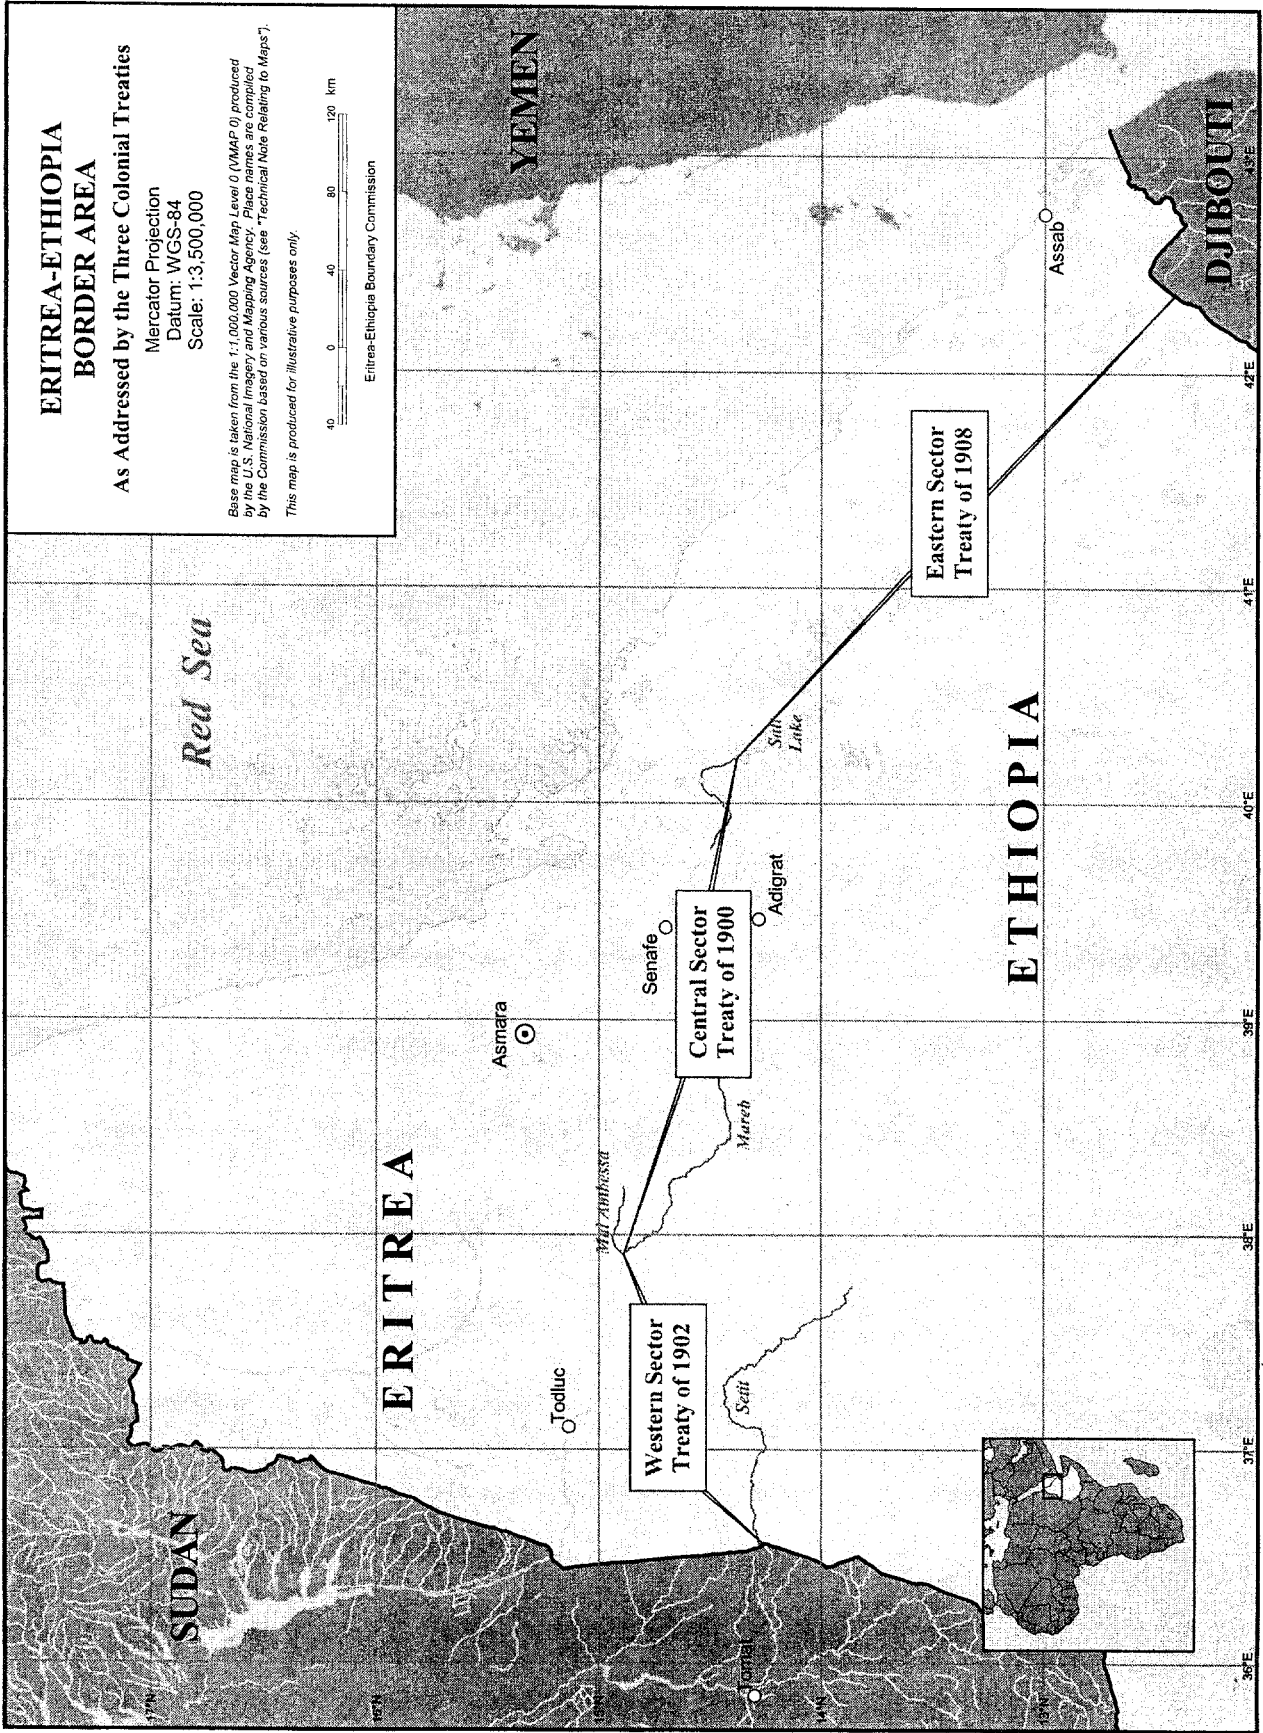 ERITREA-ETHIOPIA
BORDER AREA
As Addressed by the Three Colonial Treaties
Mercator Projection
Datum: WGS-84
Scale: 1:3,500,000
Base map is taken from the 1:1,000,000 Vector Map Level 0 (VMAP 0) produced
by the U.S. National Imagery and Mapping Agency. Place names are compiled
by the Commission based on various sources (see "Technical Note Relating to Maps").
This map is produced for illustrative purposes only.
40 0 40 80 120 km
Eritrea-Ethiopia Boundary Commission
SUDAN
Red Sea
ERITREA
YEMEN
Asmara
Todluc
Mai Ambessa
Senafe
Western Sector
Treaty of 1902
Central Sector
Treaty of 1900
Mareb
Setit
Adigrat
Salt
Lake
Tomat
Eastern Sector
Treaty of 1908
ETHIOPIA
Assab
DJIBOUTI
17°N
16°N
15°N
14°N
13°N
36°E
37°E
38°E
39°E
40°E
41°E
42°E
43°E